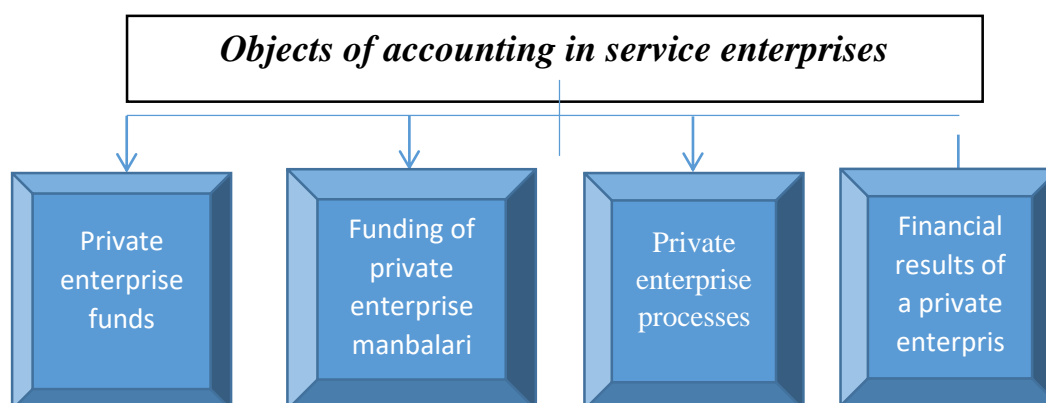 Objects of accounting in service enterprises
Private
enterprise
funds
Funding of
private
enterprise
manbalari
Private
enterprise
processes
Financial
results of
a private
enterpris